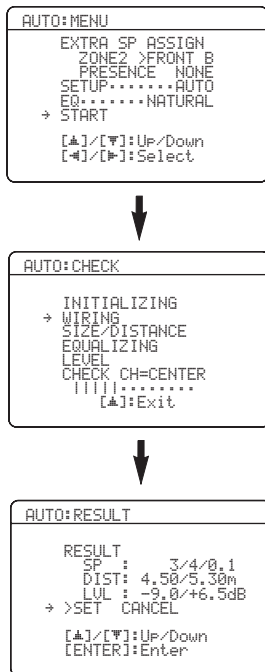 AUTO:MENU
EXTRA SP ASSIGN
ZONE2 >FRONT B
PRESENCE NONE
SETUP·······AUTO
EQ·······NATURAL
→ START
[▲]/[▼]:Up/Down
[◄]/[►]:Select
AUTO:CHECK
INITIALIZING
→ WIRING
SIZE/DISTANCE
EQUALIZING
LEVEL
CHECK CH=CENTER
|||||·········
[▲]:Exit
AUTO:RESULT
RESULT
SP : 3/4/0.1
DIST: 4.50/5.30m
LVL : -9.0/+6.5dB
→ >SET CANCEL
[▲]/[▼]:Up/Down
[ENTER]:Enter